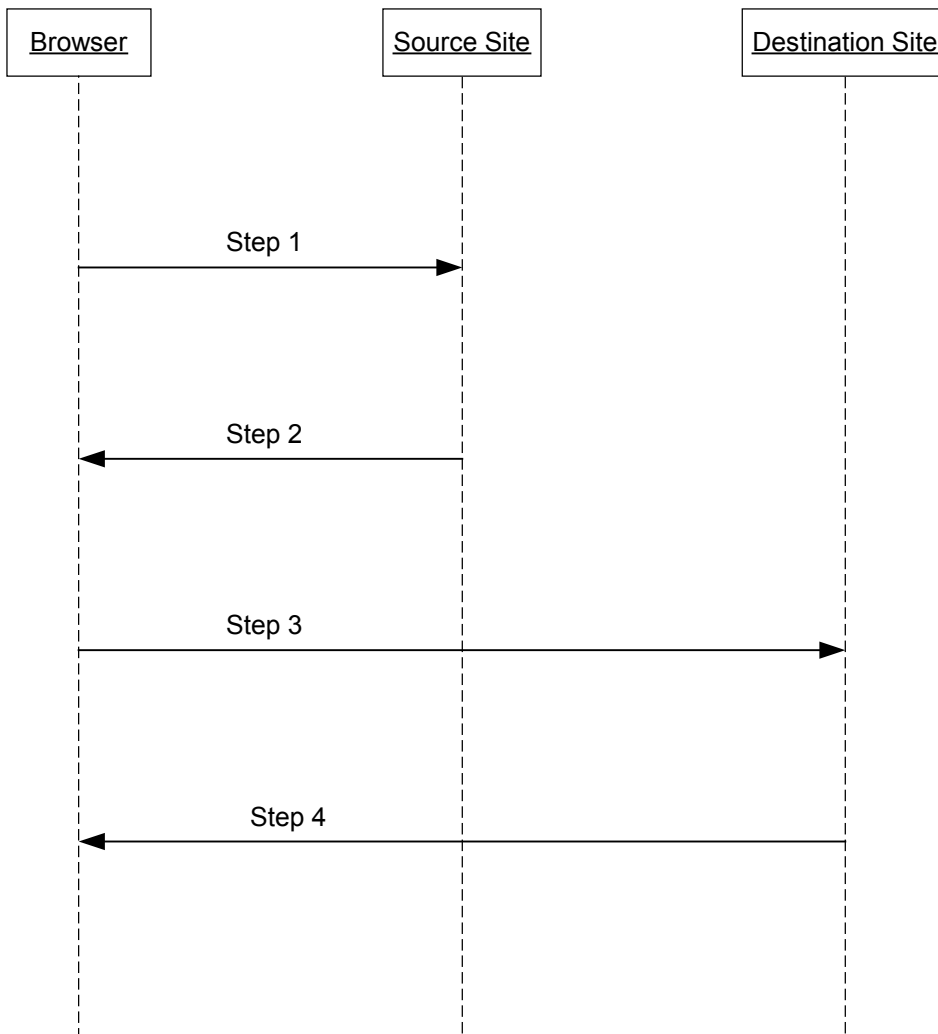 Browser
Source Site
Destination Site
Step 1
Step 2
Step 3
Step 4